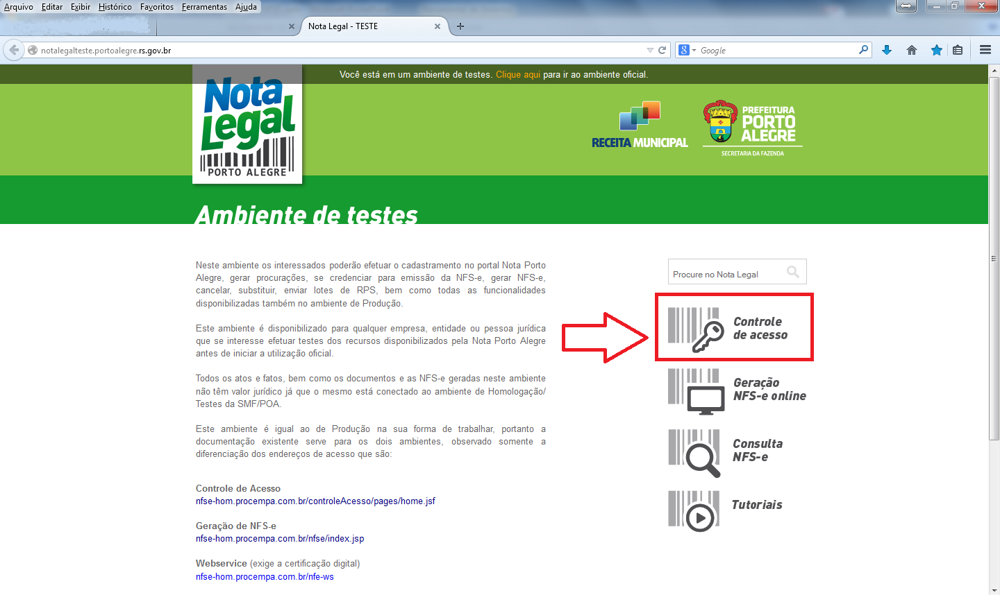 Arquivo Editar Exibir Histórico Favoritos Ferramentas Ajuda
Nota Legal - TESTE
notalegalteste.portoalegre.rs.gov.br
Google
Você está em um ambiente de testes. Clique aqui para ir ao ambiente oficial.
Nota
Legal
PORTO ALEGRE
RECEITA MUNICIPAL
PREFEITURA
PORTO
ALEGRE
SECRETARIA DA FAZENDA
Ambiente de testes
Neste ambiente os interessados poderão efetuar o cadastramento no portal Nota Porto
Alegre, gerar procurações, se credenciar para emissão da NFS-e, gerar NFS-e,
cancelar, substituir, enviar lotes de RPS, bem como todas as funcionalidades
disponibilizadas também no ambiente de Produção.
Este ambiente é disponibilizado para qualquer empresa, entidade ou pessoa jurídica
que se interesse efetuar testes dos recursos disponibilizados pela Nota Porto Alegre
antes de iniciar a utilização oficial.
Todos os atos e fatos, bem como os documentos e as NFS-e geradas neste ambiente
não têm valor jurídico já que o mesmo está conectado ao ambiente de Homologação/
Testes da SMF/POA.
Este ambiente é igual ao de Produção na sua forma de trabalhar, portanto a
documentação existente serve para os dois ambientes, observado somente a
diferenciação dos endereços de acesso que são:
Controle de Acesso
nfse-hom.procempa.com.br/controleAcesso/pages/home.jsf
Geração de NFS-e
nfse-hom.procempa.com.br/nfse/index.jsp
Webservice (exige a certificação digital)
nfse-hom.procempa.com.br/nfe-ws
Procure no Nota Legal
Controle
de acesso
Geração
NFS-e online
Consulta
NFS-e
Tutoriais